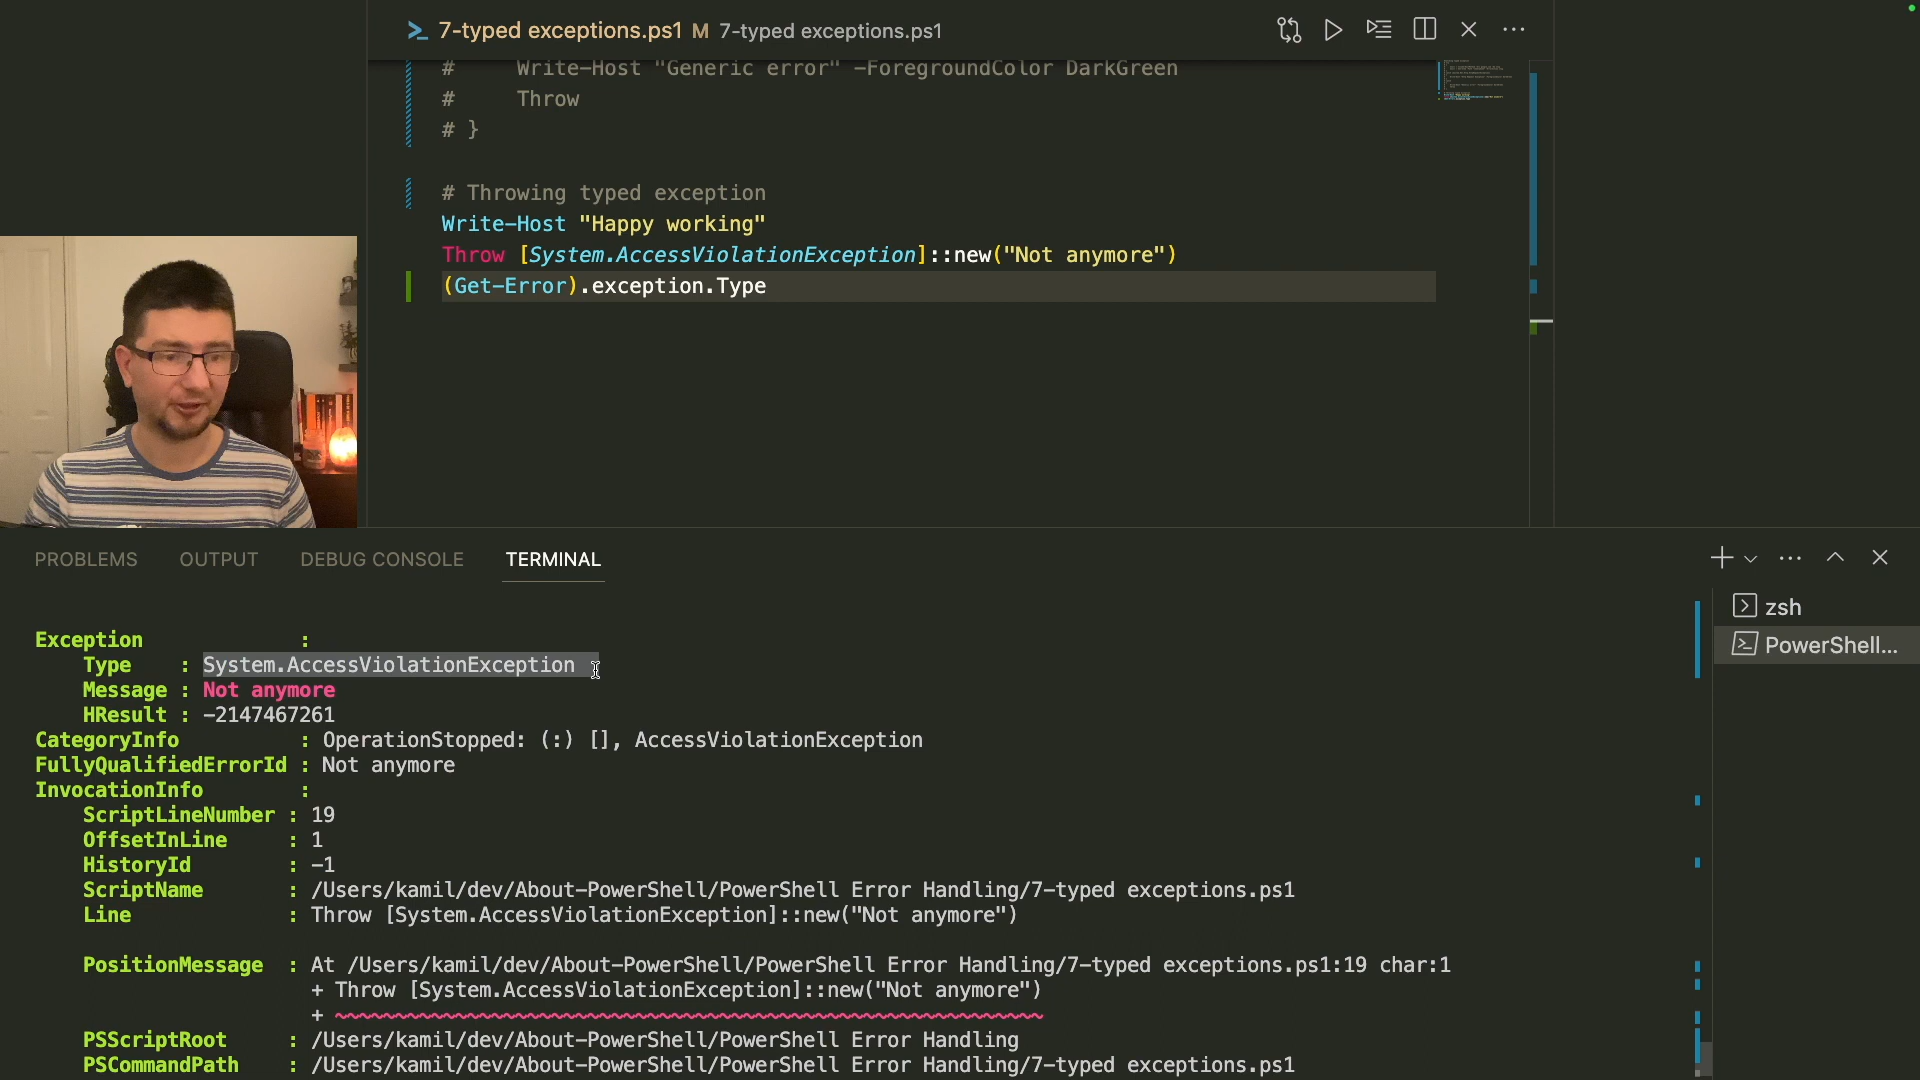 7-typed exceptions.ps1 M 7-typed exceptions.ps1
# Write-Host "Generic error" -ForegroundColor DarkGreen
# Throw
# }
# Throwing typed exception
Write-Host "Happy working"
Throw [System.AccessViolationException]::new("Not anymore")
(Get-Error).exception.Type
PROBLEMS OUTPUT DEBUG CONSOLE TERMINAL
zsh
PowerShell...
Exception :
Type : System.AccessViolationException
Message : Not anymore
HResult : -2147467261
CategoryInfo : OperationStopped: (:) [], AccessViolationException
FullyQualifiedErrorId : Not anymore
InvocationInfo :
ScriptLineNumber : 19
OffsetInLine : 1
HistoryId : -1
ScriptName : /Users/kamil/dev/About-PowerShell/PowerShell Error Handling/7-typed exceptions.ps1
Line : Throw [System.AccessViolationException]::new("Not anymore")
PositionMessage : At /Users/kamil/dev/About-PowerShell/PowerShell Error Handling/7-typed exceptions.ps1:19 char:1
+ Throw [System.AccessViolationException]::new("Not anymore")
+ ~~~~~~~~~~~~~~~~~~~~~~~~~~~~~~~~~~~~~~~~~~~~~~~~~~~~~~~~~~~
PSScriptRoot : /Users/kamil/dev/About-PowerShell/PowerShell Error Handling
PSCommandPath : /Users/kamil/dev/About-PowerShell/PowerShell Error Handling/7-typed exceptions.ps1